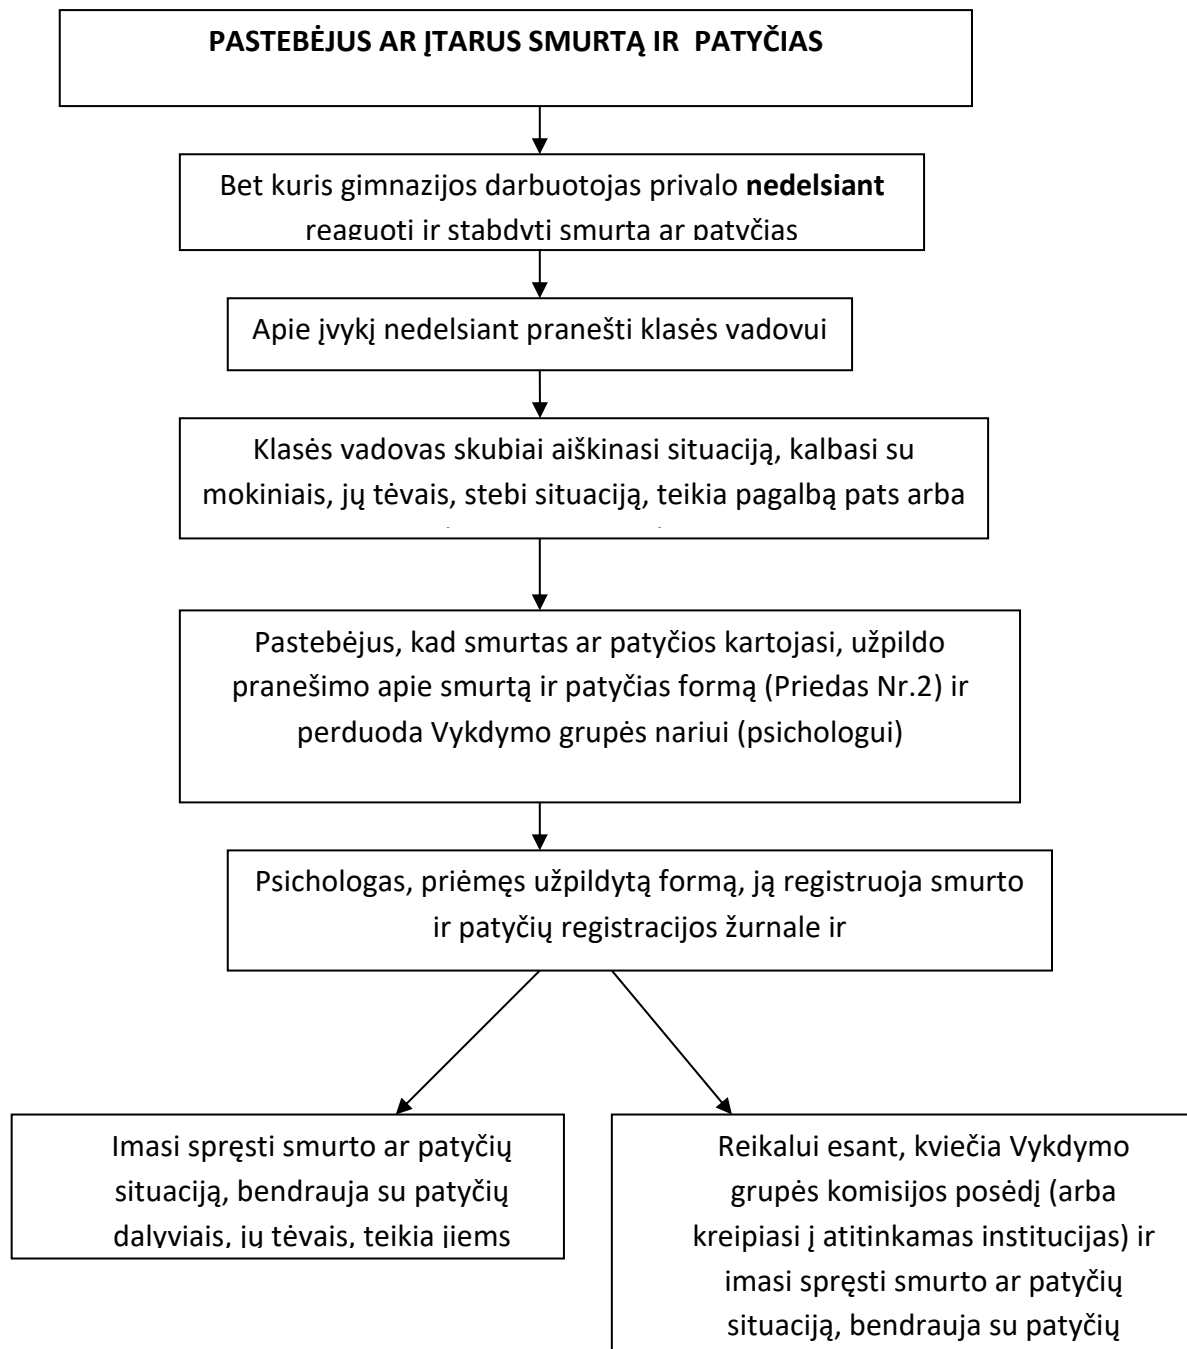 PASTEBĖJUS AR ĮTARUS SMURTĄ IR PATYČIAS
Bet kuris gimnazijos darbuotojas privalo nedelsiant
reaguoti ir stabdyti smurtą ar patyčias
Apie įvykį nedelsiant pranešti klasės vadovui
Klasės vadovas skubiai aiškinasi situaciją, kalbasi su
mokiniais, jų tėvais, stebi situaciją, teikia pagalbą pats arba
Pastebėjus, kad smurtas ar patyčios kartojasi, užpildo
pranešimo apie smurtą ir patyčias formą (Priedas Nr.2) ir
perduoda Vykdymo grupės nariui (psichologui)
Psichologas, priėmęs užpildytą formą, ją registruoja smurto
ir patyčių registracijos žurnale ir
Imasi spręsti smurto ar patyčių
situaciją, bendrauja su patyčių
dalyviais, jų tėvais, teikia jiems
Reikalui esant, kviečia Vykdymo
grupės komisijos posėdį (arba
kreipiasi į atitinkamas institucijas) ir
imasi spręsti smurto ar patyčių
situaciją, bendrauja su patyčių